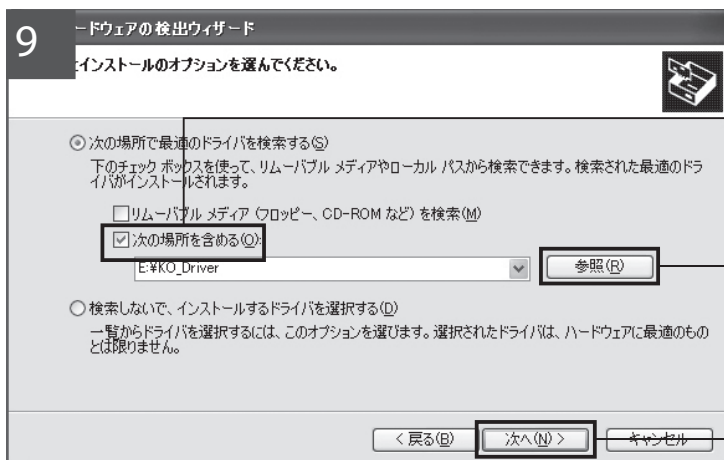 9
ードウェアの検出ウィザード
インストールのオプションを選んでください。
次の場所で最適のドライバを検索する(S)
下のチェック ボックスを使って、リムーバブル メディアやローカル パスから検索できます。検索された最適のドラ
イバがインストールされます。
リムーバブル メディア (フロッピー、CD-ROM など) を検索(M)
次の場所を含める(O):
E:¥KO_Driver
参照(R)
検索しないで、インストールするドライバを選択する(D)
一覧からドライバを選択するには、このオプションを選びます。選択されたドライバは、ハードウェアに最適のもの
とは限りません。
< 戻る(B)
次へ(N) >
キャンセル